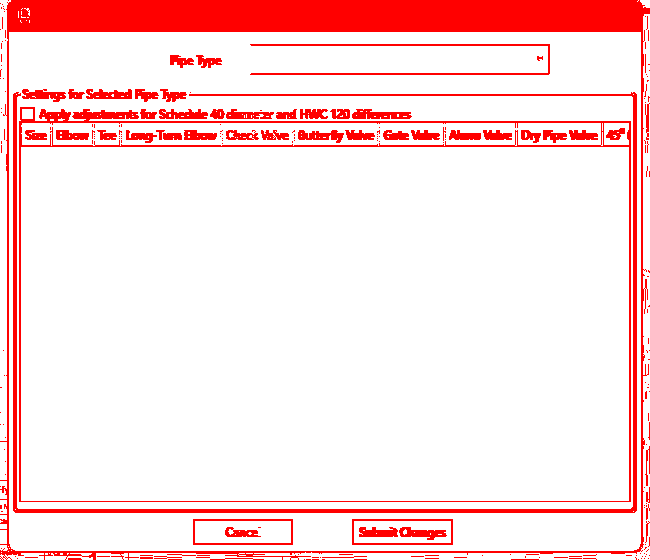 Pipe Type
Settings for Selected Pipe Type
Apply adjustments for Schedule 40 diameter and HWC 120 differences
Size Elbow Tee Long-Turn Elbow Check Valve Butterfly Valve Gate Valve Alarm Valve Dry Pipe Valve 45°
Cancel Submit Changes